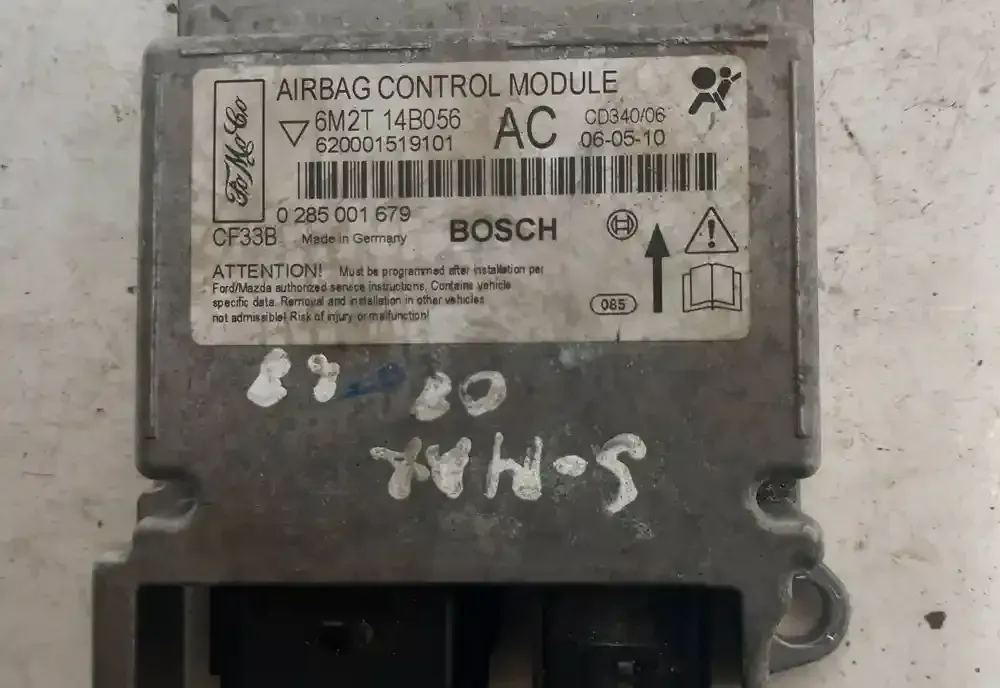 FoMoCo
AIRBAG CONTROL MODULE
6M2T 14B056 AC CD340/06
620001519101 06-05-10
0 285 001 679
CF33B Made in Germany BOSCH
ATTENTION! Must be programmed after installation per
Ford/Mazda authorized service instructions. Contains vehicle
specific data. Removal and installation in other vehicles
not admissible! Risk of injury or malfunction!
085
S-MAX